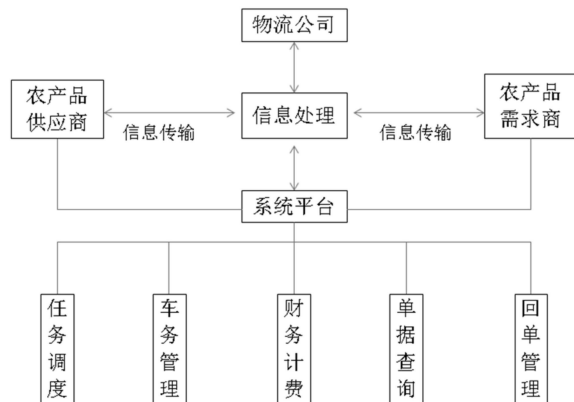 物流公司
农产品
供应商
信息传输
信息处理
信息传输
农产品
需求商
系统平台
任务调度
车务管理
财务计费
单据查询
回单管理